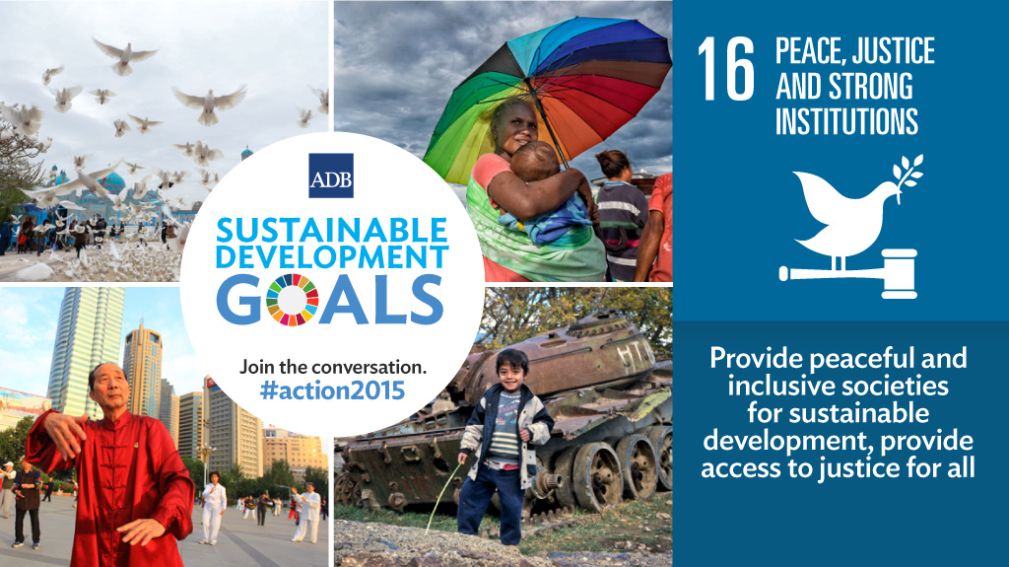 ADB
SUSTAINABLE
DEVELOPMENT
GOALS
Join the conversation.
#action2015
16
PEACE, JUSTICE
AND STRONG
INSTITUTIONS
Provide peaceful and
inclusive societies
for sustainable
development, provide
access to justice for all